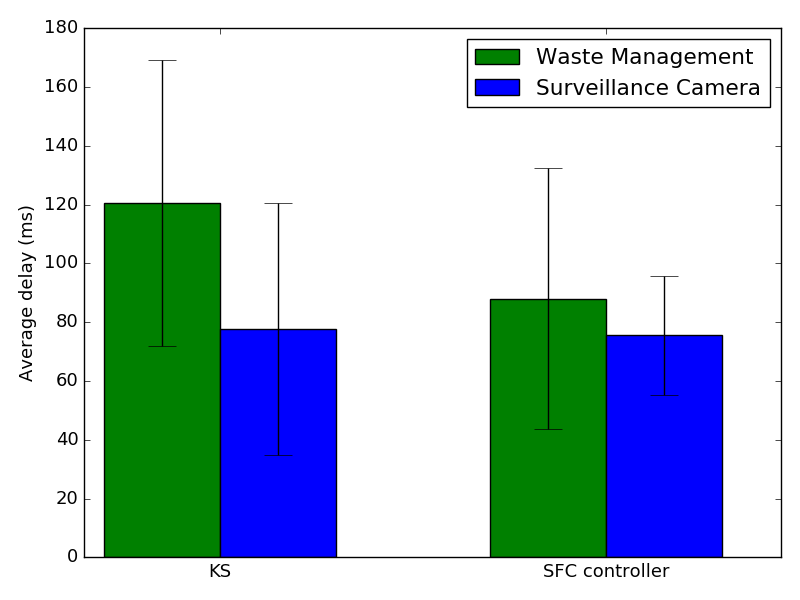 180
160
140
120
100
80
60
40
20
0
Average delay (ms)
Waste Management
Surveillance Camera
KS
SFC controller